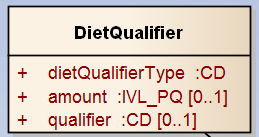 DietQualifier
+ dietQualifierType :CD
+ amount :IVL_PQ [0..1]
+ qualifier :CD [0..1]